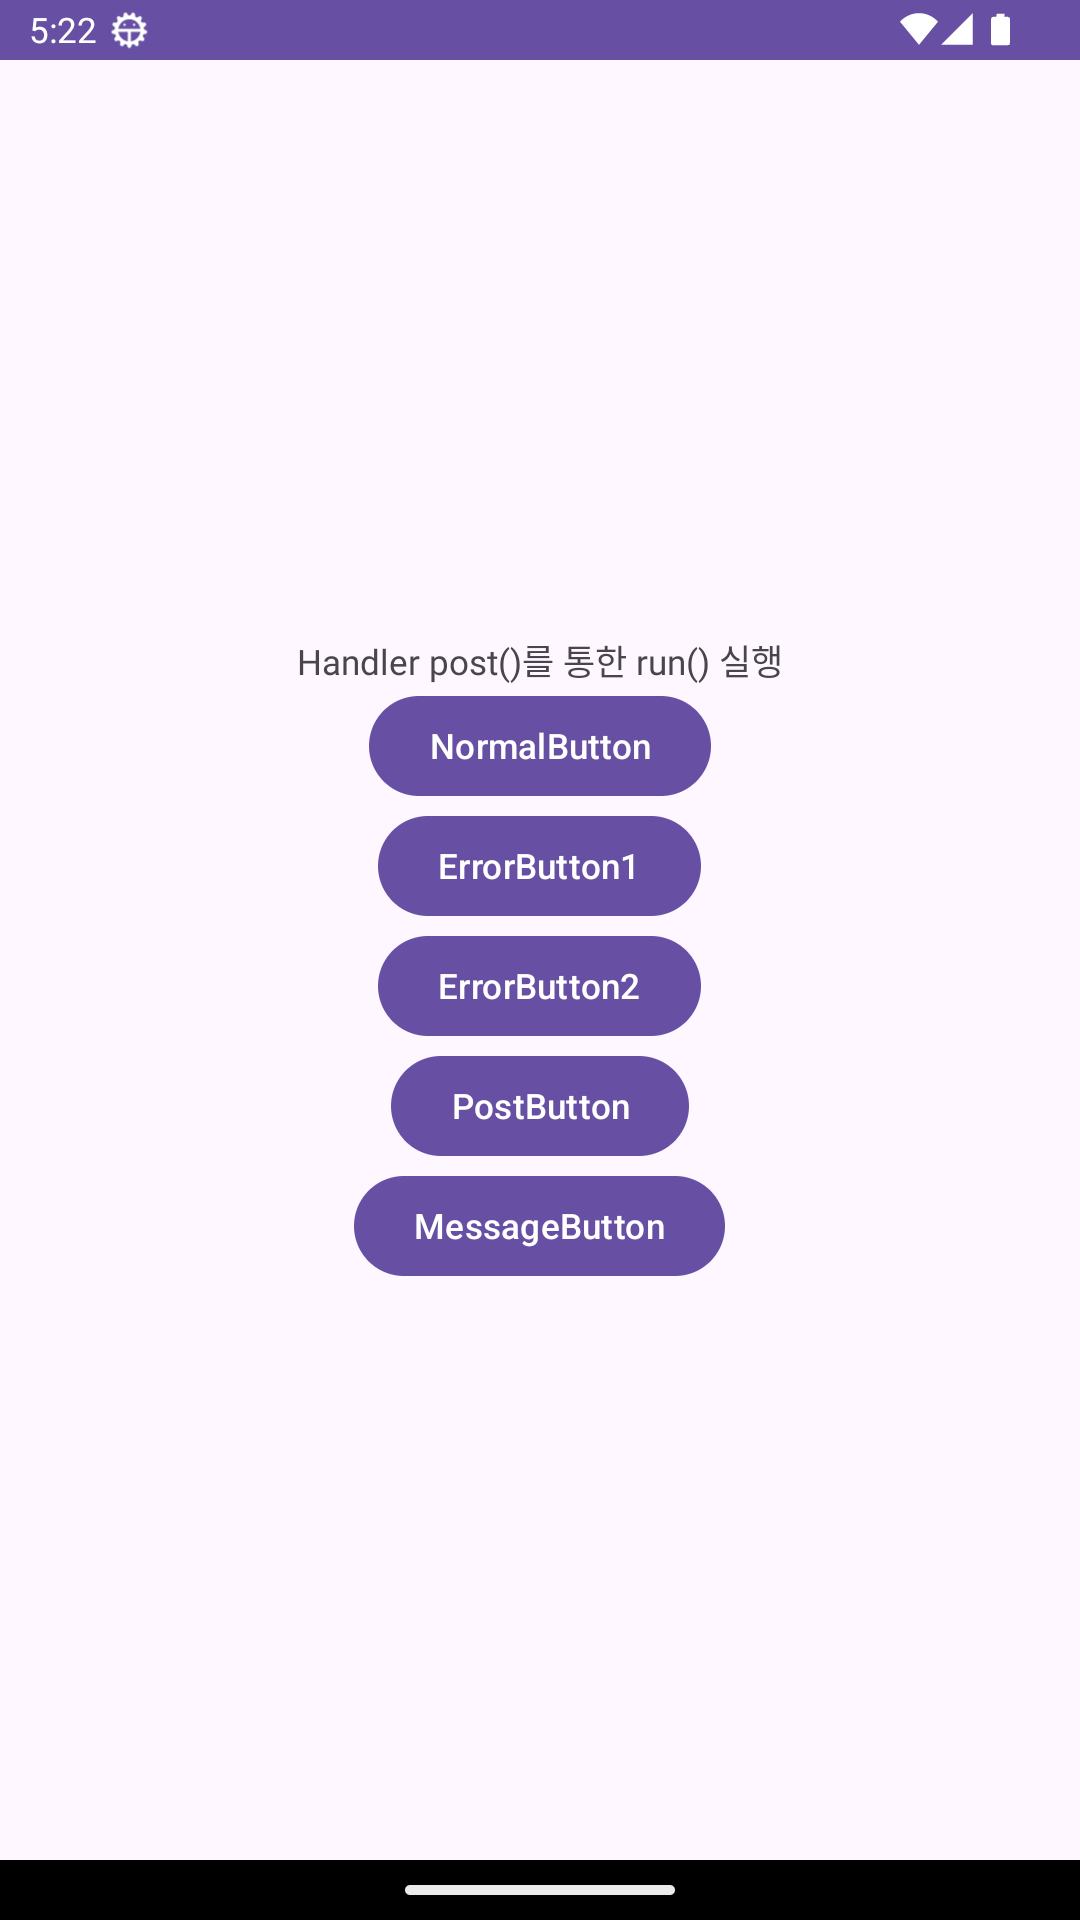 5:22
Handler post()를 통한 run() 실행
NormalButton
ErrorButton1
ErrorButton2
PostButton
MessageButton